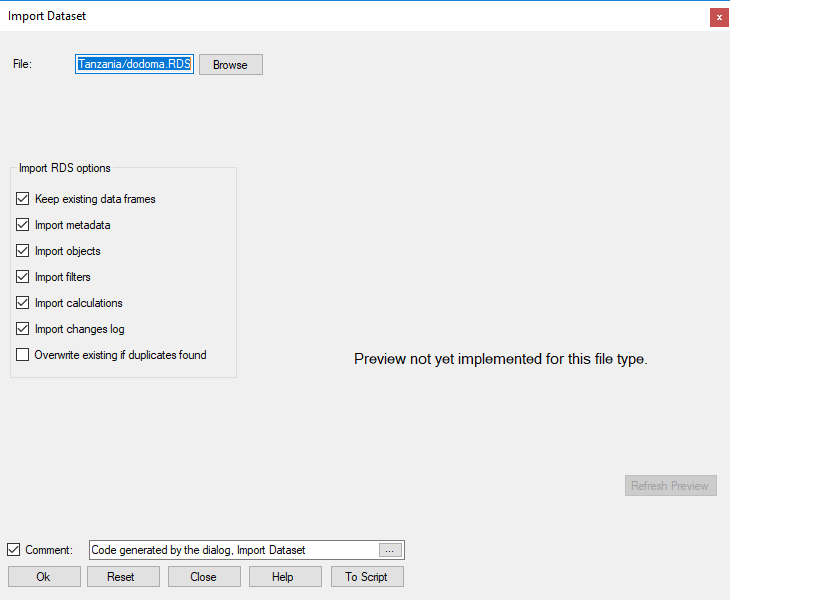 Import Dataset
x
File:
Tanzania/dodoma.RDS
Browse
Import RDS options
Keep existing data frames
Import metadata
Import objects
Import filters
Import calculations
Import changes log
Overwrite existing if duplicates found
Preview not yet implemented for this file type.
Refresh Preview
Comment:
Code generated by the dialog, Import Dataset
...
Ok
Reset
Close
Help
To Script